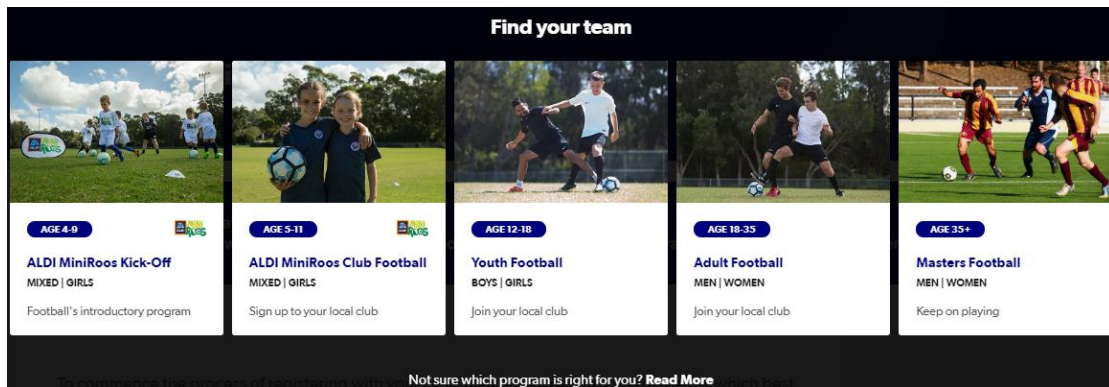 Find your team
AGE 4-9
ALDI MiniRoos Kick-Off
MIXED | GIRLS
Football's introductory program
AGE 5-11
ALDI MiniRoos Club Football
MIXED | GIRLS
Sign up to your local club
AGE 12-18
Youth Football
BOYS | GIRLS
Join your local club
AGE 18-35
Adult Football
MEN | WOMEN
Join your local club
AGE 35+
Masters Football
MEN | WOMEN
Keep on playing
Not sure which program is right for you? Read More